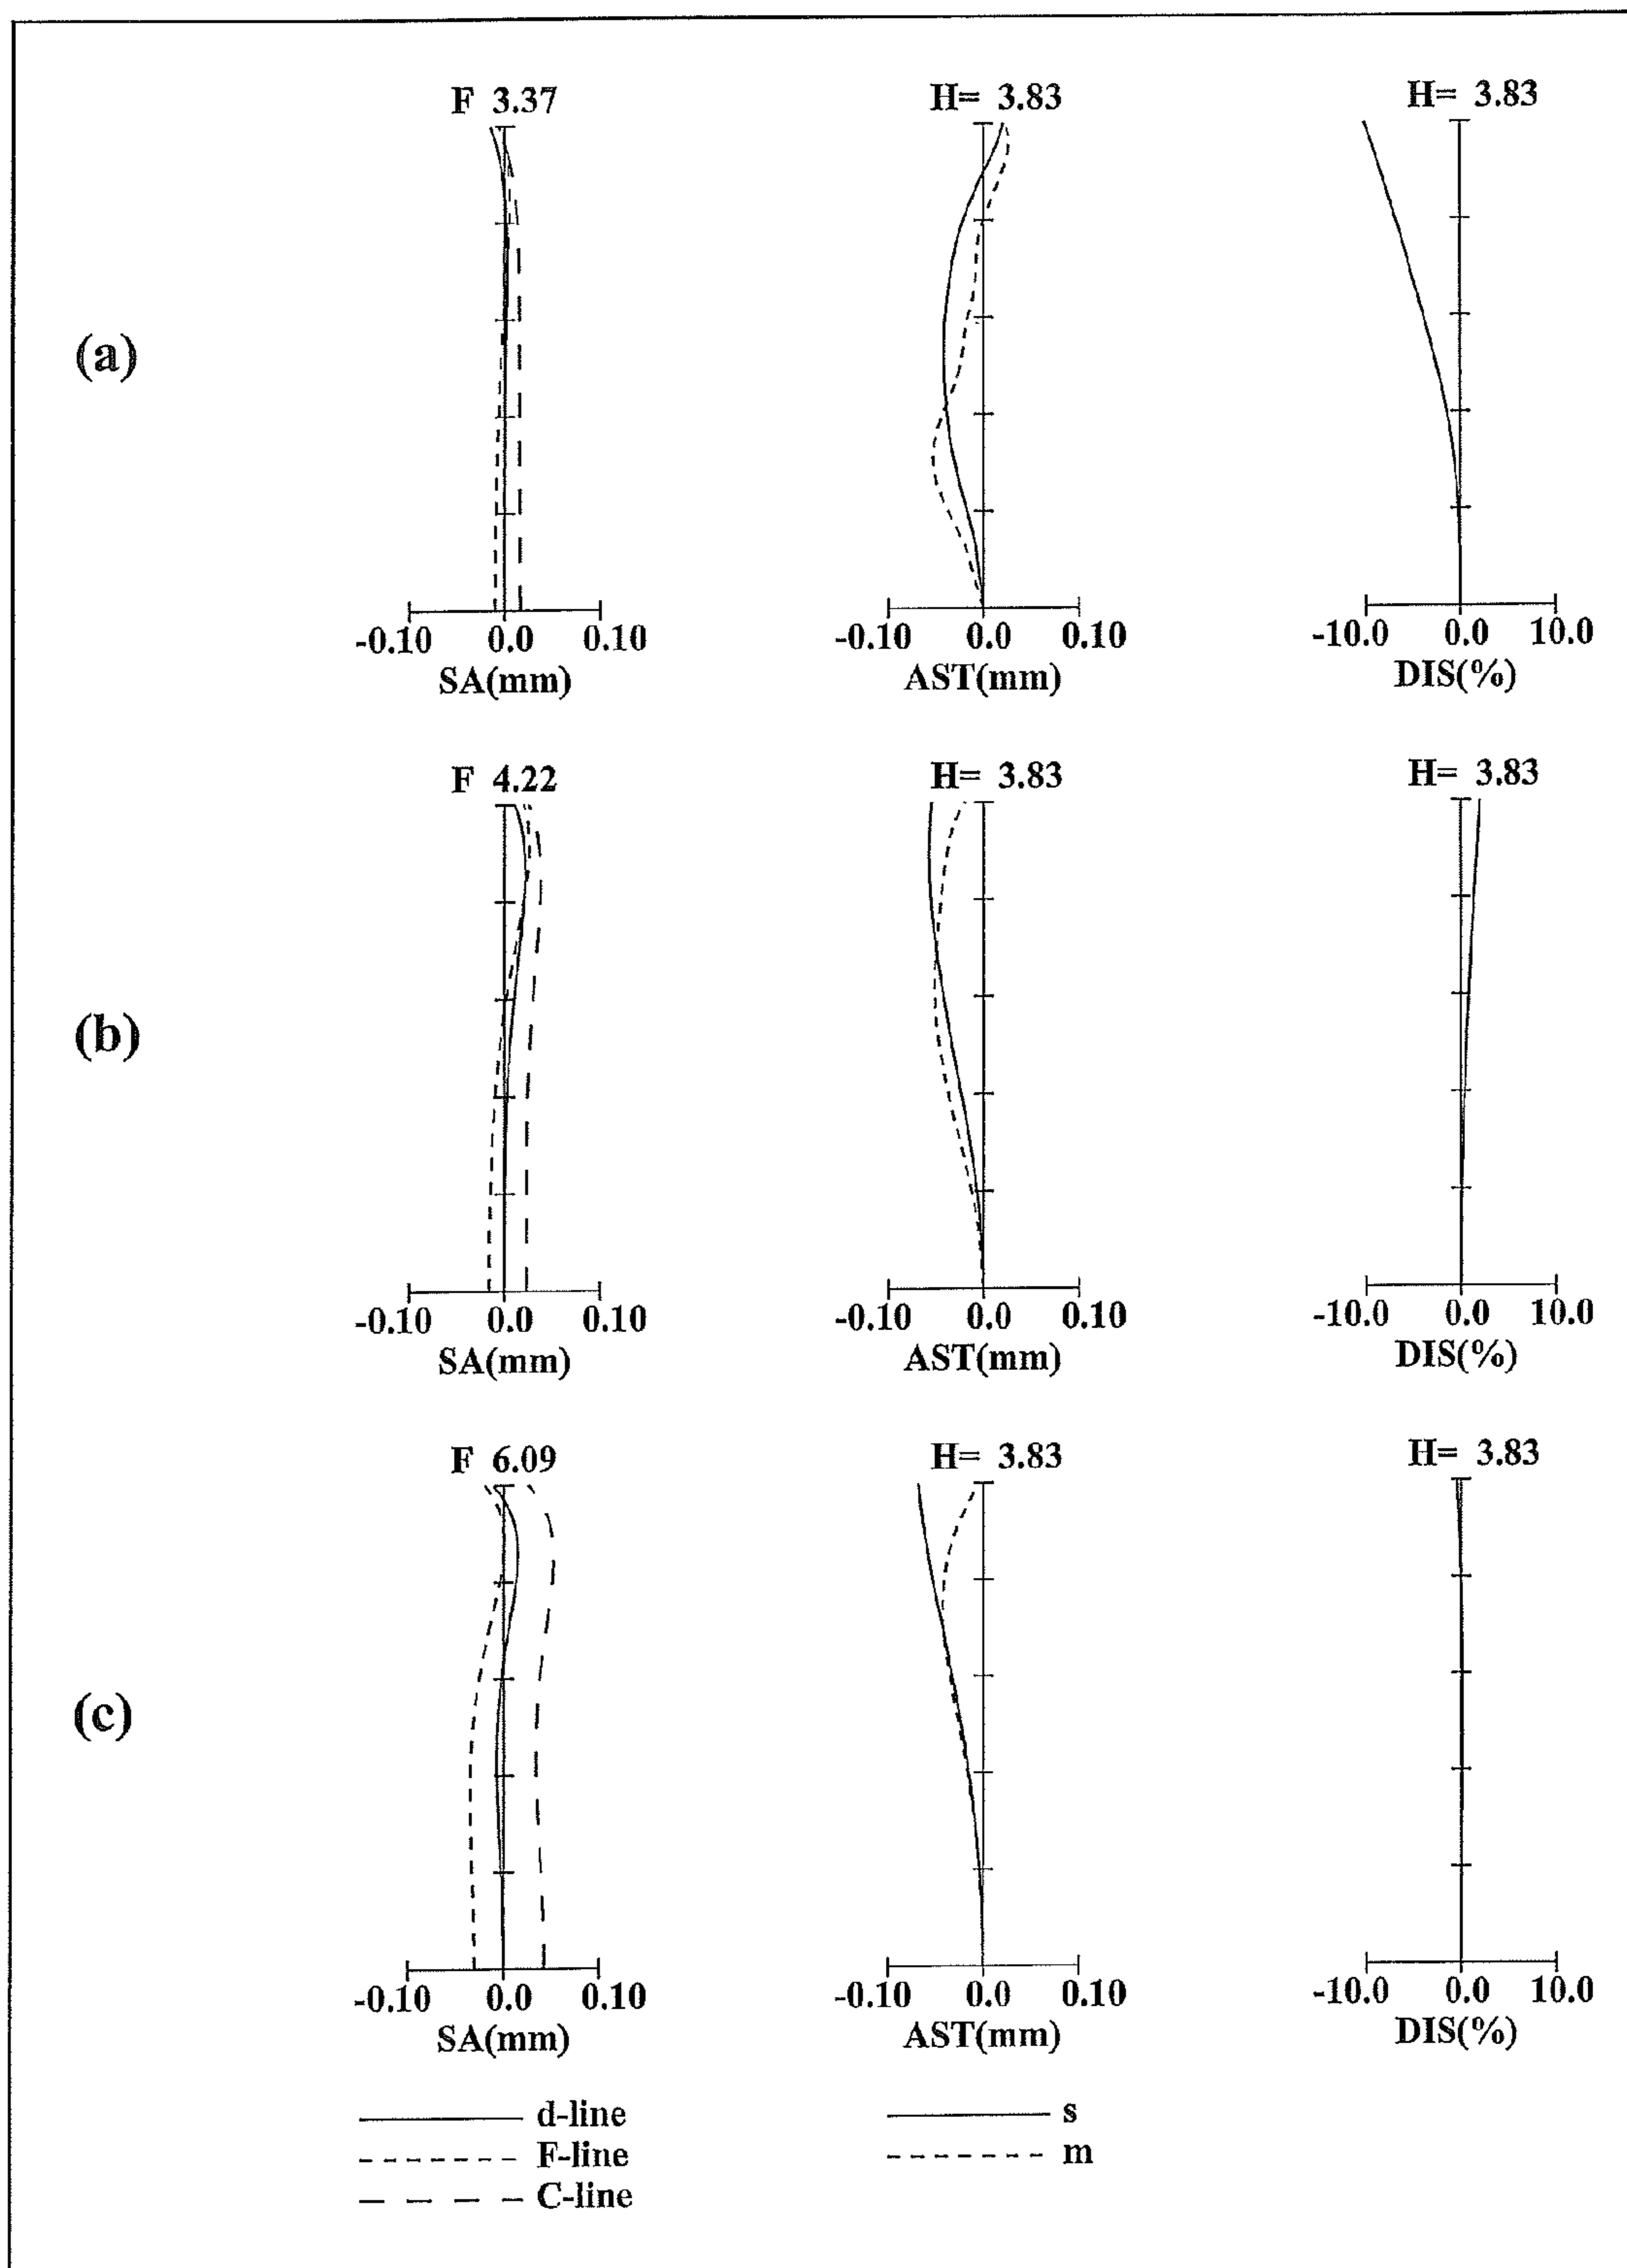 F 3.37 H= 3.83 H= 3.83
(a)
-0.10 0.0 0.10 -0.10 0.0 0.10 -10.0 0.0 10.0
SA(mm) AST(mm) DIS(%)
F 4.22 H= 3.83 H= 3.83
(b)
-0.10 0.0 0.10 -0.10 0.0 0.10 -10.0 0.0 10.0
SA(mm) AST(mm) DIS(%)
F 6.09 H= 3.83 H= 3.83
(c)
-0.10 0.0 0.10 -0.10 0.0 0.10 -10.0 0.0 10.0
SA(mm) AST(mm) DIS(%)
d-line s
F-line m
C-line